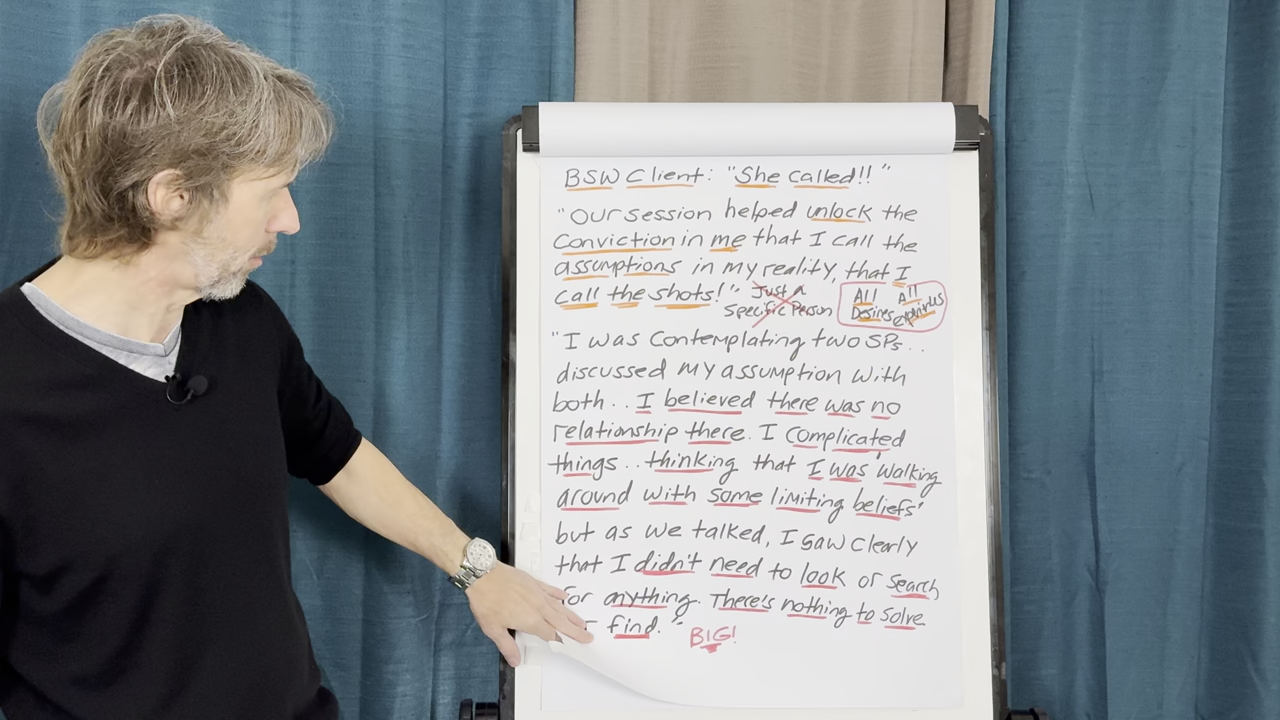 BSW Client: "She Called!!"
"Our session helped unlock the
Conviction in me that I call the
assumptions in my reality, that I
call the shots!"
Just a
Specific Person
All All
Desires
"I was contemplating two SPs..
discussed my assumption with
both.. I believed there was no
relationship there. I complicated
things.. thinking that I was walking
around with some limiting beliefs'
but as we talked, I saw clearly
that I didn't need to look or search
for anything. There's nothing to solve
find."
BIG!